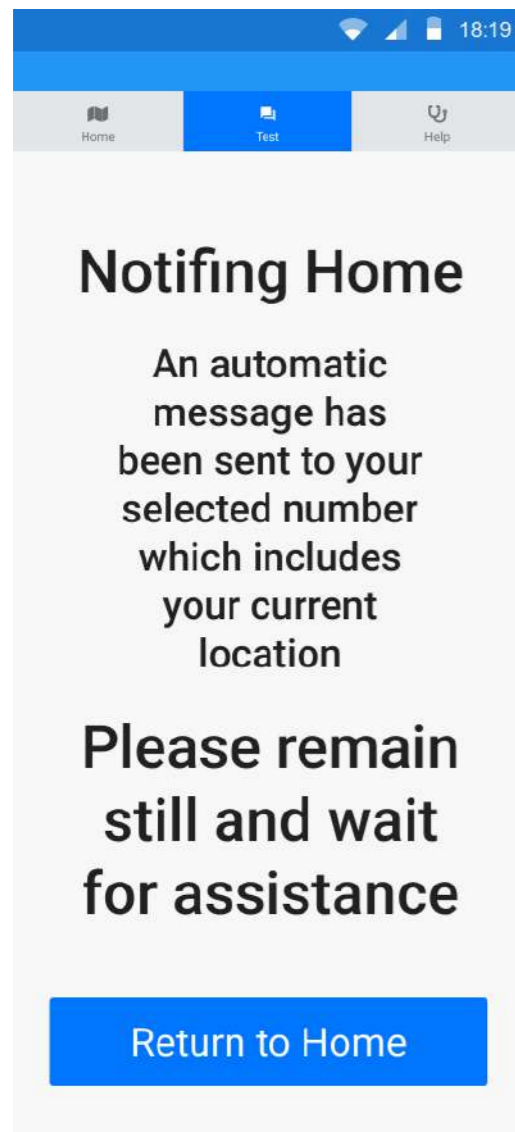 18:19
Home Test Help
Notifing Home
An automatic
message has
been sent to your
selected number
which includes
your current
location
Please remain
still and wait
for assistance
Return to Home